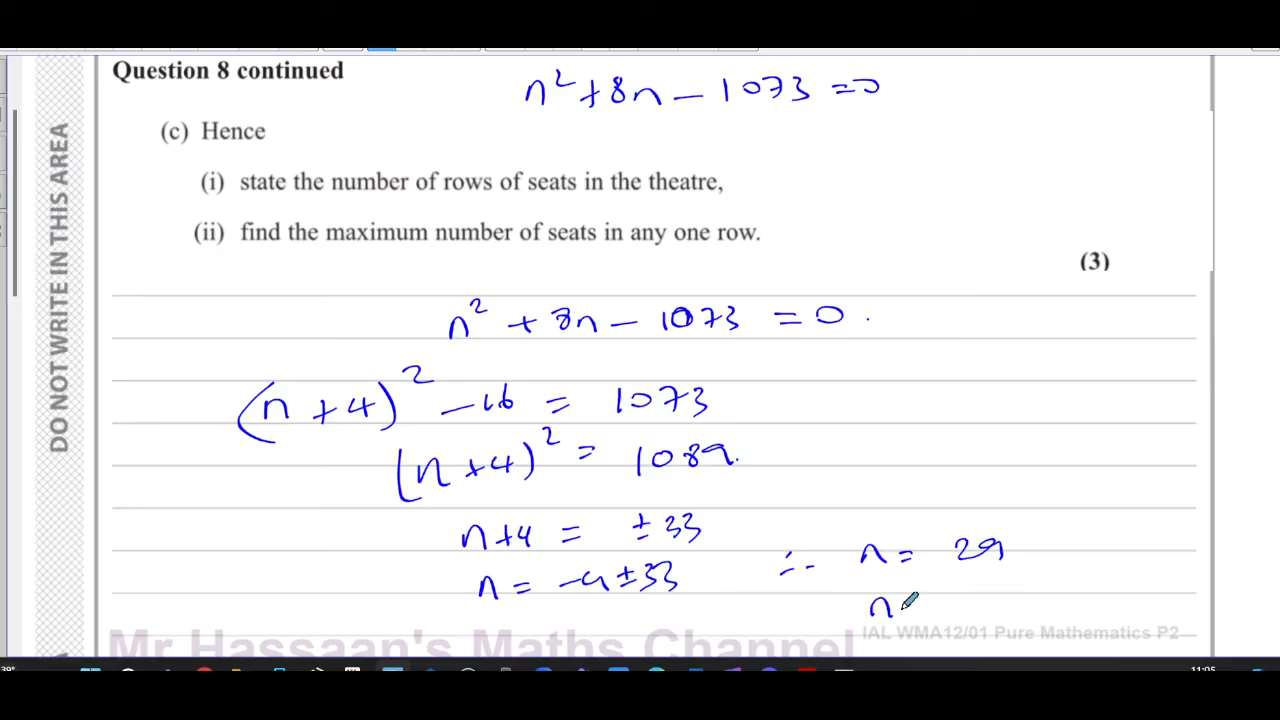 Question 8 continued
n² + 8n – 1073 = 0
(c) Hence
(i) state the number of rows of seats in the theatre,
(ii) find the maximum number of seats in any one row.
(3)
n² + 8n – 1073 = 0.
(n + 4)² – 16 = 1073
(n + 4)² = 1089.
n+4 = ± 33
n = –4 ± 33 ∴ n = 29
n
DO NOT WRITE IN THIS AREA
Mr Hassaan's Maths Channel
IAL WMA12/01 Pure Mathematics P2
39°
11:05